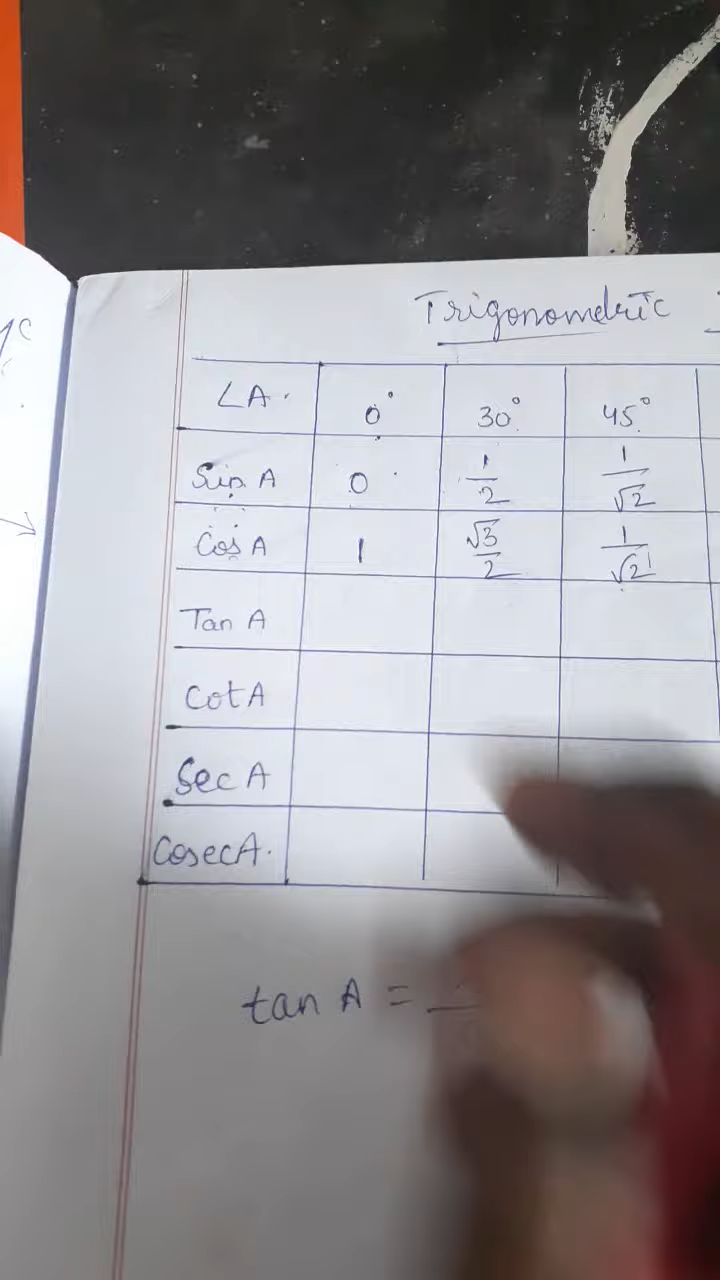 Trigonometric
∠A. 0° 30° 45°
Sin A 0 1/2 1/√2
Cos A 1 √3/2 1/√2
Tan A
Cot A
Sec A
Cosec A.
tan A =